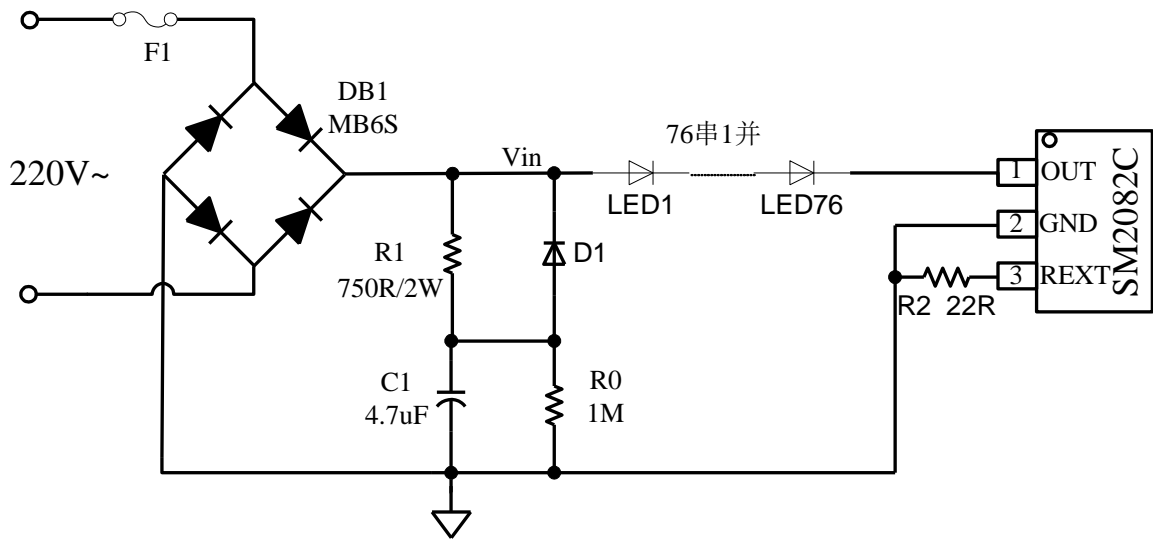 F1
DB1
MB6S
220V~
Vin
76串1并
LED1
LED76
1
OUT
2
GND
3
REXT
SM2082C
R1
750R/2W
D1
R2 22R
C1
4.7uF
R0
1M